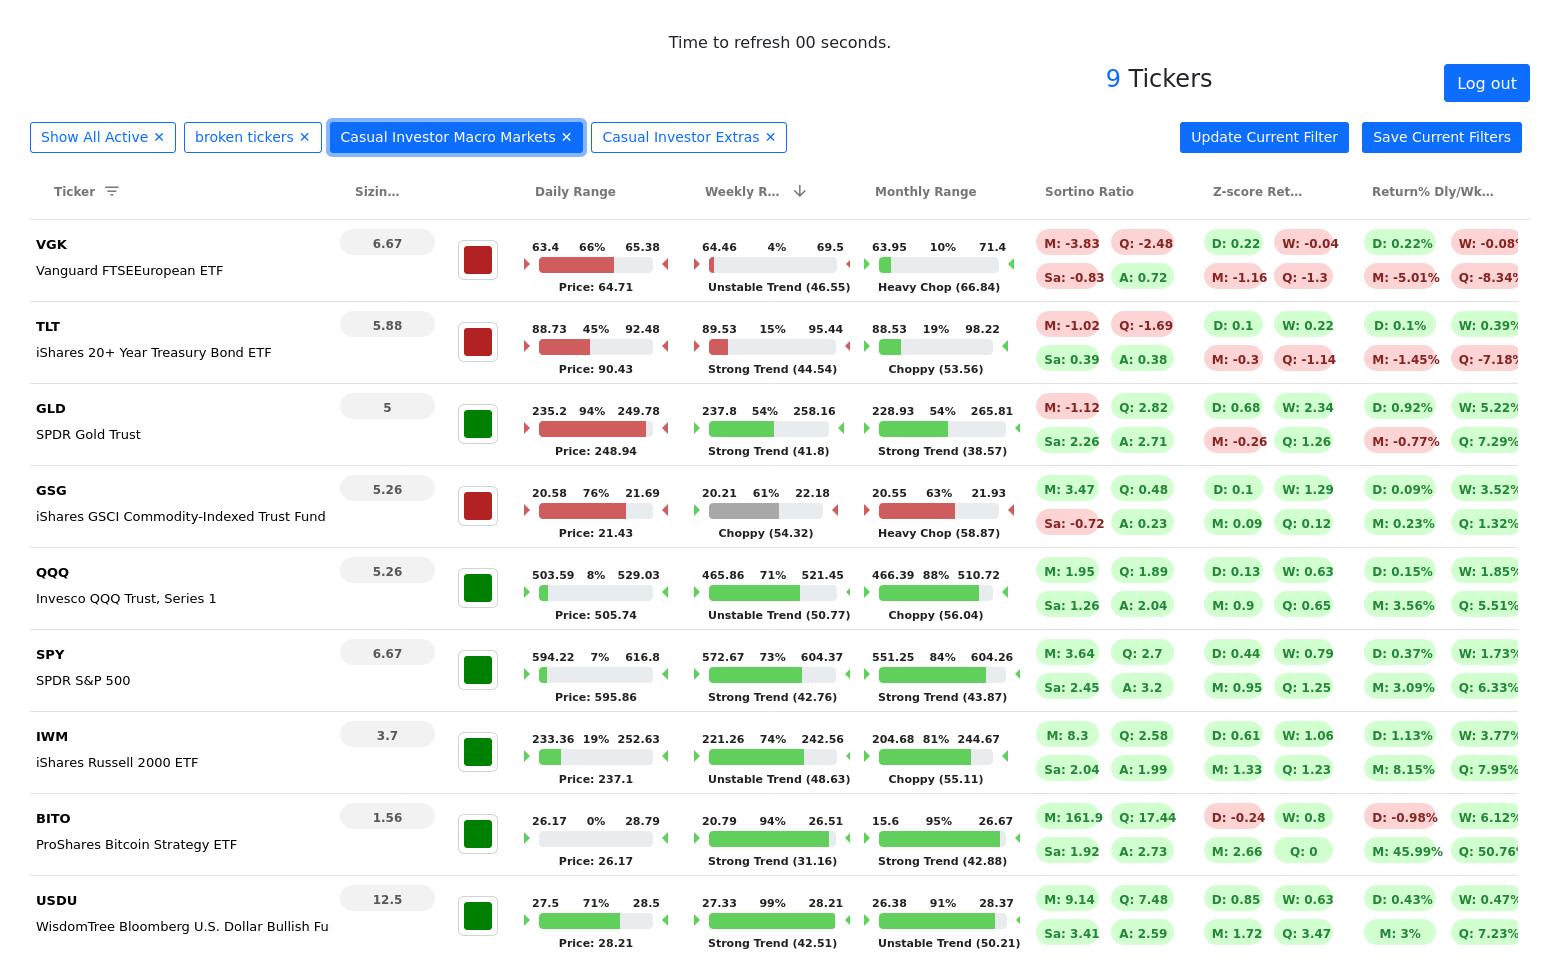 Time to refresh 00 seconds.
9 Tickers
Log out
Show All Active ✕ broken tickers ✕ Casual Investor Macro Markets ✕ Casual Investor Extras ✕ Update Current Filter Save Current Filters
Ticker Sizin... Daily Range Weekly R... Monthly Range Sortino Ratio Z-score Ret... Return% Dly/Wk...
VGK 6.67 63.4 66% 65.38 64.46 4% 69.5 63.95 10% 71.4 M: -3.83 Q: -2.48 D: 0.22 W: -0.04 D: 0.22% W: -0.08%
Vanguard FTSEEuropean ETF Price: 64.71 Unstable Trend (46.55) Heavy Chop (66.84) Sa: -0.83 A: 0.72 M: -1.16 Q: -1.3 M: -5.01% Q: -8.34%
TLT 5.88 88.73 45% 92.48 89.53 15% 95.44 88.53 19% 98.22 M: -1.02 Q: -1.69 D: 0.1 W: 0.22 D: 0.1% W: 0.39%
iShares 20+ Year Treasury Bond ETF Price: 90.43 Strong Trend (44.54) Choppy (53.56) Sa: 0.39 A: 0.38 M: -0.3 Q: -1.14 M: -1.45% Q: -7.18%
GLD 5 235.2 94% 249.78 237.8 54% 258.16 228.93 54% 265.81 M: -1.12 Q: 2.82 D: 0.68 W: 2.34 D: 0.92% W: 5.22%
SPDR Gold Trust Price: 248.94 Strong Trend (41.8) Strong Trend (38.57) Sa: 2.26 A: 2.71 M: -0.26 Q: 1.26 M: -0.77% Q: 7.29%
GSG 5.26 20.58 76% 21.69 20.21 61% 22.18 20.55 63% 21.93 M: 3.47 Q: 0.48 D: 0.1 W: 1.29 D: 0.09% W: 3.52%
iShares GSCI Commodity-Indexed Trust Fund Price: 21.43 Choppy (54.32) Heavy Chop (58.87) Sa: -0.72 A: 0.23 M: 0.09 Q: 0.12 M: 0.23% Q: 1.32%
QQQ 5.26 503.59 8% 529.03 465.86 71% 521.45 466.39 88% 510.72 M: 1.95 Q: 1.89 D: 0.13 W: 0.63 D: 0.15% W: 1.85%
Invesco QQQ Trust, Series 1 Price: 505.74 Unstable Trend (50.77) Choppy (56.04) Sa: 1.26 A: 2.04 M: 0.9 Q: 0.65 M: 3.56% Q: 5.51%
SPY 6.67 594.22 7% 616.8 572.67 73% 604.37 551.25 84% 604.26 M: 3.64 Q: 2.7 D: 0.44 W: 0.79 D: 0.37% W: 1.73%
SPDR S&P 500 Price: 595.86 Strong Trend (42.76) Strong Trend (43.87) Sa: 2.45 A: 3.2 M: 0.95 Q: 1.25 M: 3.09% Q: 6.33%
IWM 3.7 233.36 19% 252.63 221.26 74% 242.56 204.68 81% 244.67 M: 8.3 Q: 2.58 D: 0.61 W: 1.06 D: 1.13% W: 3.77%
iShares Russell 2000 ETF Price: 237.1 Unstable Trend (48.63) Choppy (55.11) Sa: 2.04 A: 1.99 M: 1.33 Q: 1.23 M: 8.15% Q: 7.95%
BITO 1.56 26.17 0% 28.79 20.79 94% 26.51 15.6 95% 26.67 M: 161.9 Q: 17.44 D: -0.24 W: 0.8 D: -0.98% W: 6.12%
ProShares Bitcoin Strategy ETF Price: 26.17 Strong Trend (31.16) Strong Trend (42.88) Sa: 1.92 A: 2.73 M: 2.66 Q: 0 M: 45.99% Q: 50.76%
USDU 12.5 27.5 71% 28.5 27.33 99% 28.21 26.38 91% 28.37 M: 9.14 Q: 7.48 D: 0.85 W: 0.63 D: 0.43% W: 0.47%
WisdomTree Bloomberg U.S. Dollar Bullish Fu Price: 28.21 Strong Trend (42.51) Unstable Trend (50.21) Sa: 3.41 A: 2.59 M: 1.72 Q: 3.47 M: 3% Q: 7.23%